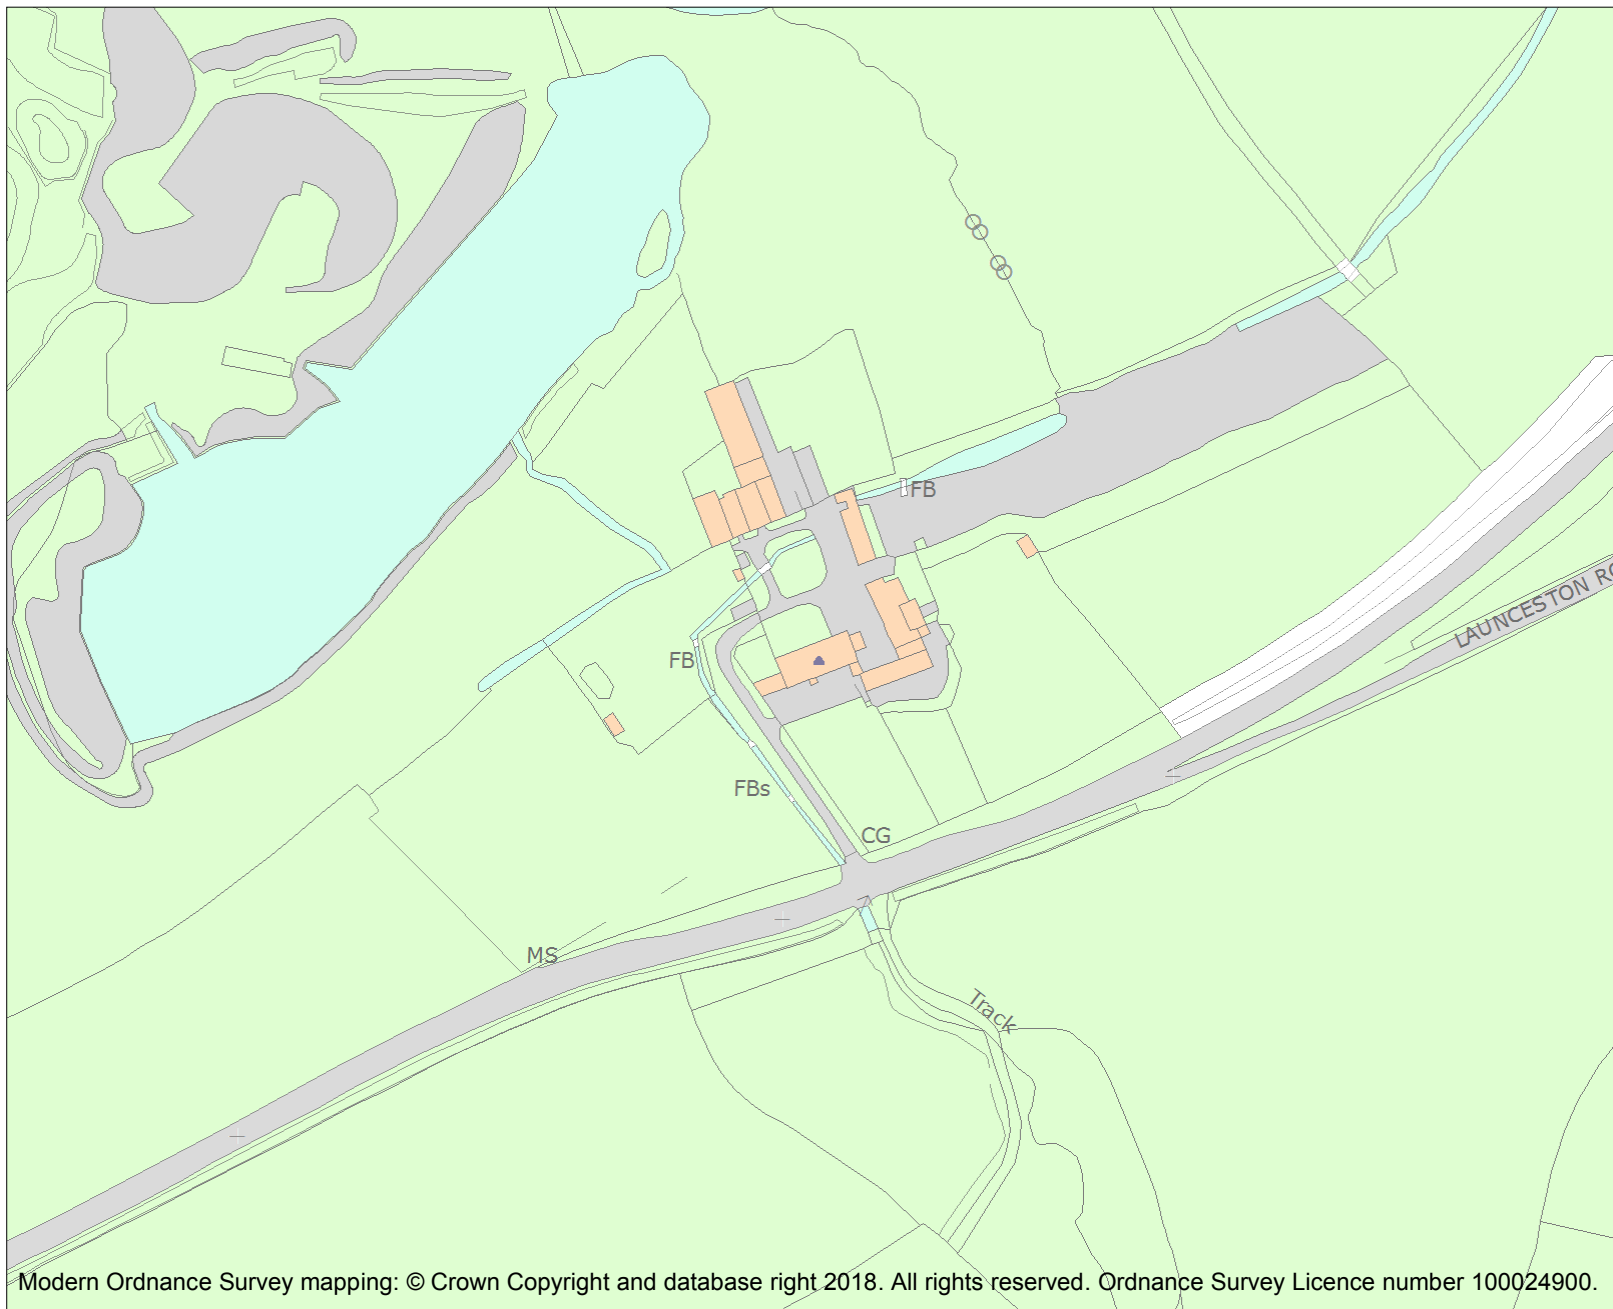 FB
LAUNCESTON
FB
FBs
CG
MS
Track
Modern Ordnance Survey mapping: © Crown Copyright and database right 2018. All rights reserved. Ordnance Survey Licence number 100024900.